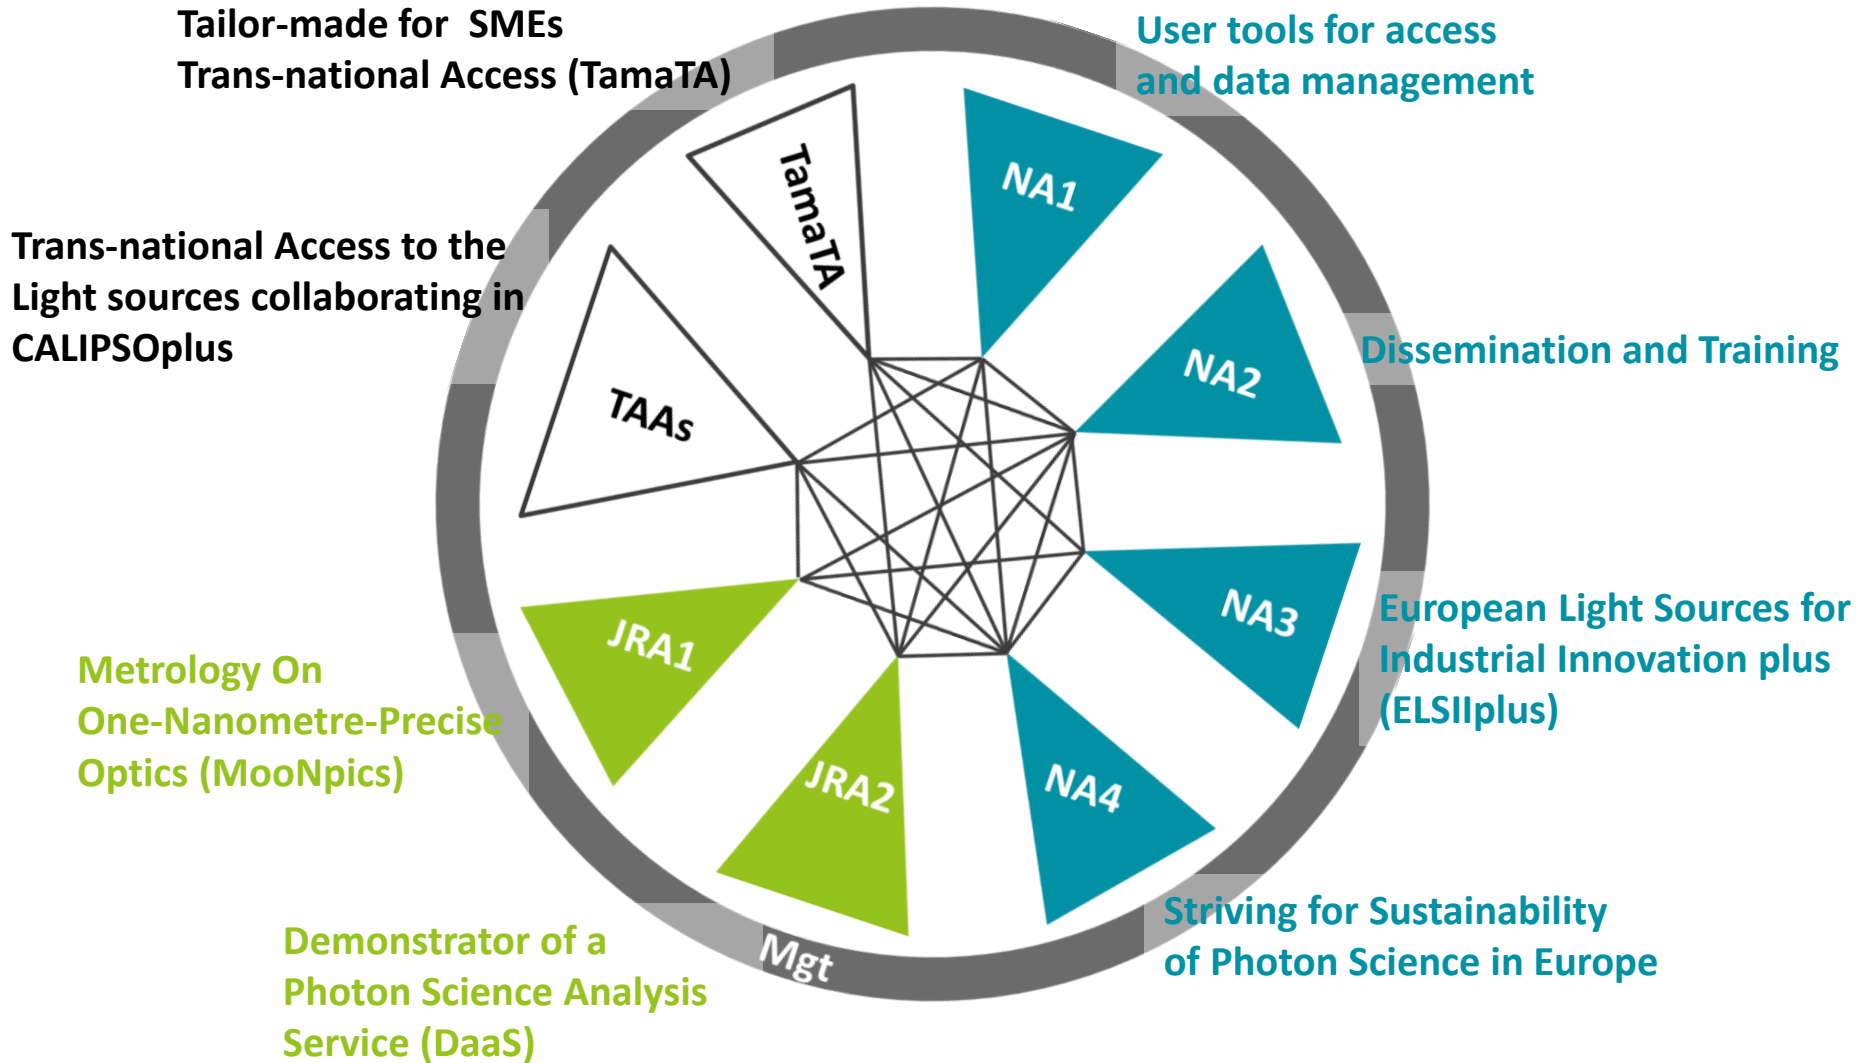 Tailor-made for SMEs
Trans-national Access (TamaTA)
User tools for access
and data management
TamaTA
NA1
Trans-national Access to the
Light sources collaborating in
CALIPSOplus
NA2
Dissemination and Training
TAAs
NA3
European Light Sources for
Industrial Innovation plus
(ELSIIplus)
JRA1
Metrology On
One-Nanometre-Precise
Optics (MooNpics)
JRA2
NA4
Striving for Sustainability
of Photon Science in Europe
Demonstrator of a
Photon Science Analysis
Service (DaaS)
Mgt